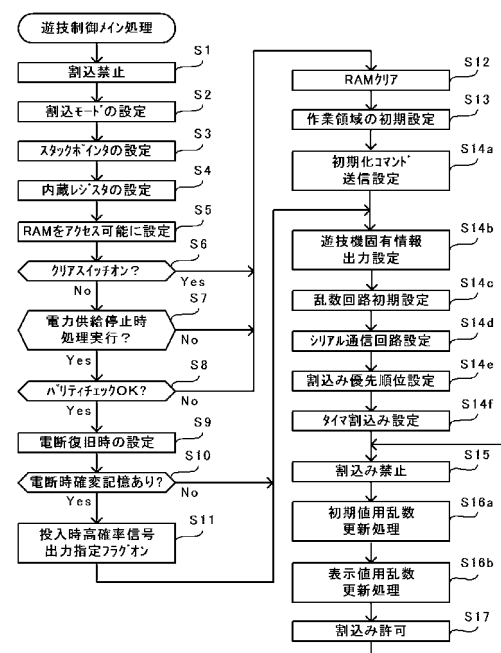 遊技制御メイン処理
S1
割込禁止
S2
割込モードの設定
S3
スタックポインタの設定
S4
内蔵レジスタの設定
S5
RAMをアクセス可能に設定
S6
クリアスイッチオン？
Yes
No
S7
電力供給停止時
処理実行？
No
Yes
S8
パリティチェックOK？
No
Yes
S9
電断復旧時の設定
S10
電断時確変記憶あり？
No
Yes
S11
投入時高確率信号
出力指定フラグオン
S12
RAMクリア
S13
作業領域の初期設定
S14a
初期化コマンド
送信設定
S14b
遊技機固有情報
出力設定
S14c
乱数回路初期設定
S14d
シリアル通信回路設定
S14e
割込み優先順位設定
S14f
タイマ割込み設定
S15
割込み禁止
S16a
初期値用乱数
更新処理
S16b
表示値用乱数
更新処理
S17
割込み許可